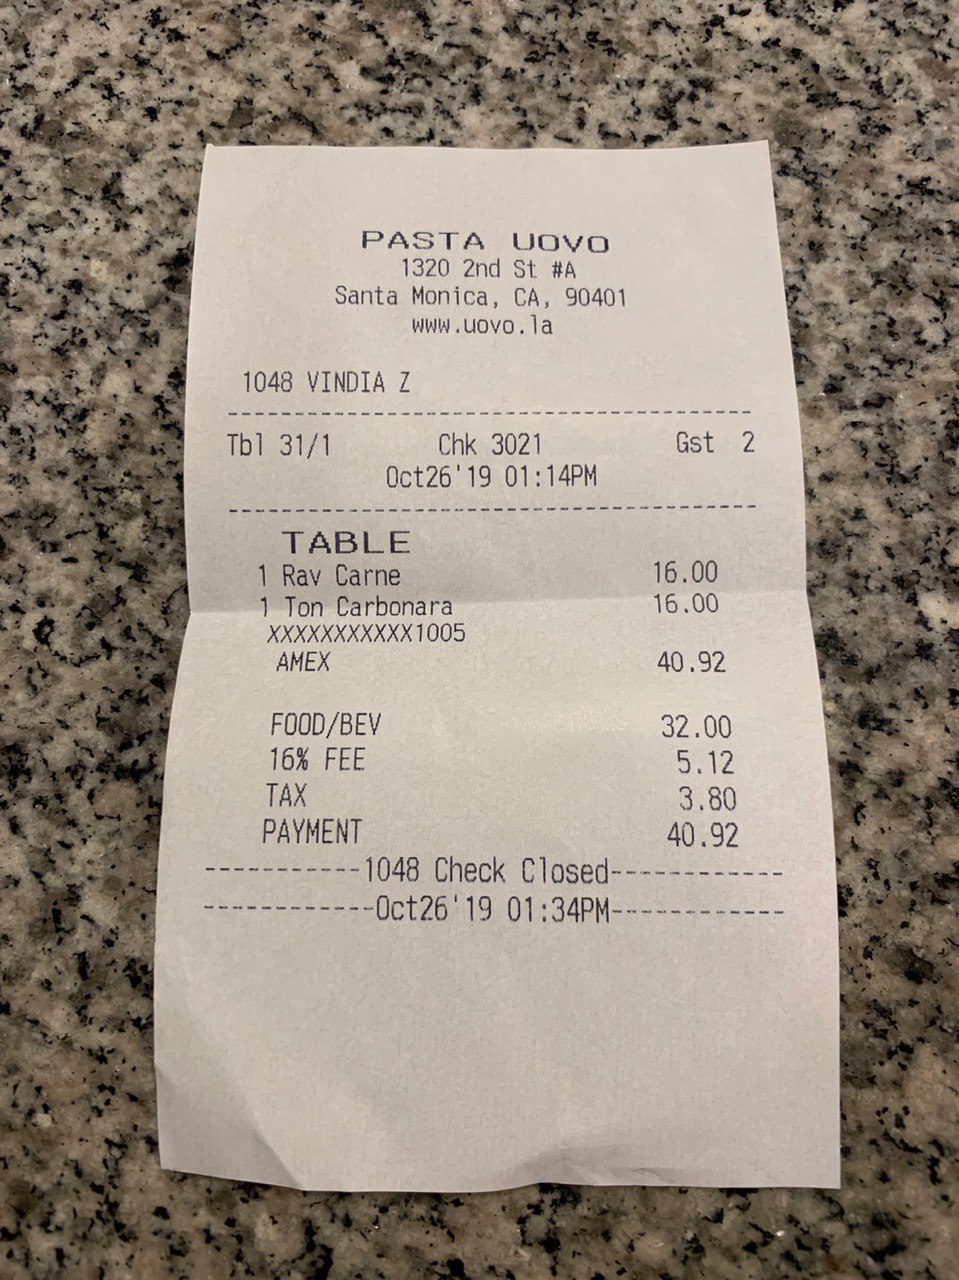 PASTA UOVO
1320 2nd St #A
Santa Monica, CA, 90401
www.uovo.la
1048 VINDIA Z
Tbl 31/1 Chk 3021 Gst 2
Oct26'19 01:14PM
TABLE
1 Rav Carne 16.00
1 Ton Carbonara 16.00
XXXXXXXXXXX1005
AMEX 40.92
FOOD/BEV 32.00
16% FEE 5.12
TAX 3.80
PAYMENT 40.92
-----------1048 Check Closed------------
------------Oct26'19 01:34PM------------